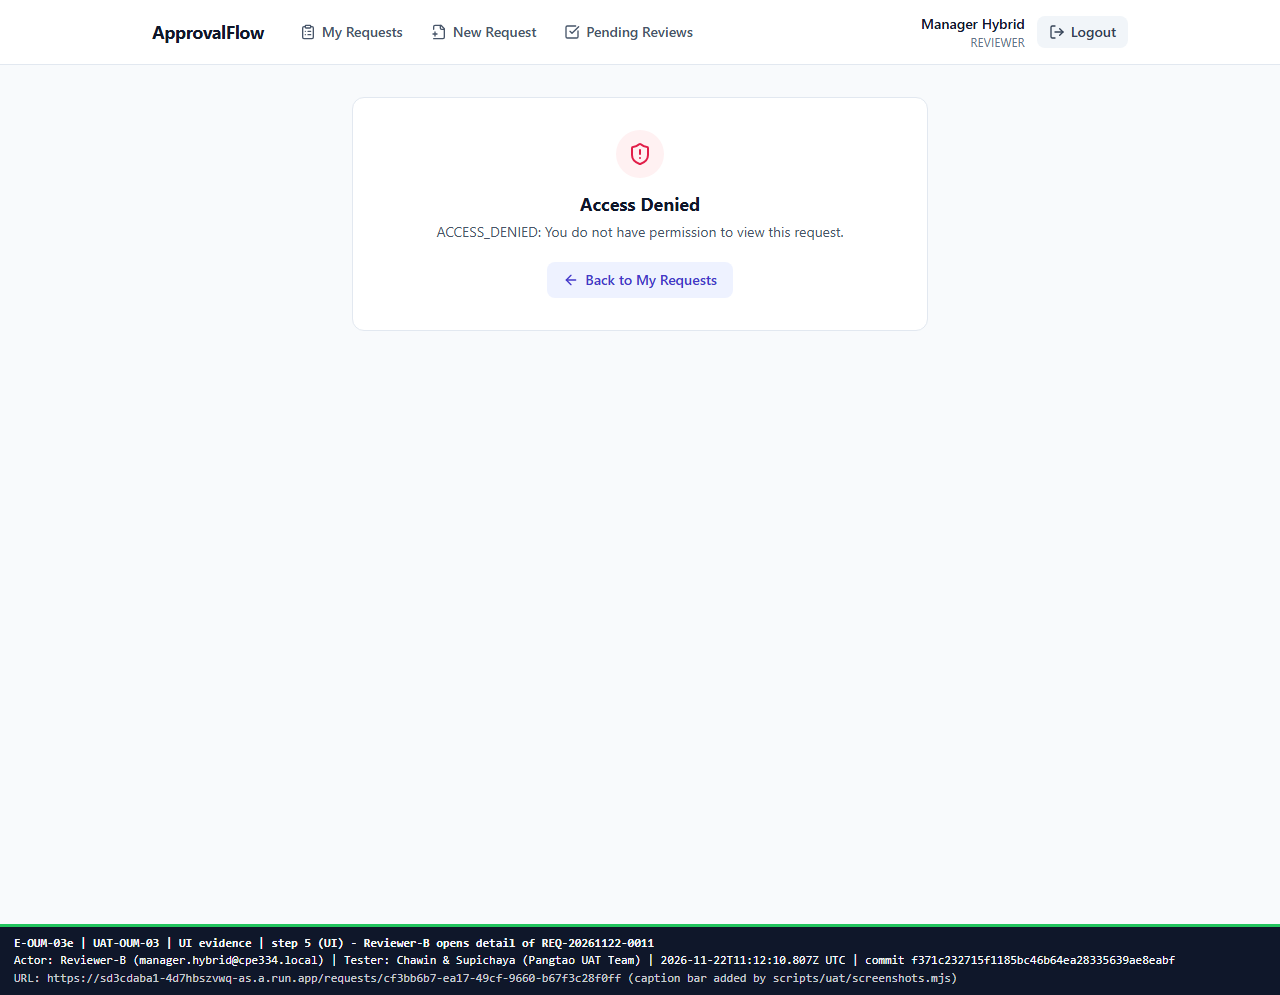 ApprovalFlow
My Requests
New Request
Pending Reviews
Manager Hybrid
REVIEWER
Logout
Access Denied
ACCESS_DENIED: You do not have permission to view this request.
Back to My Requests
E-OUM-03e | UAT-OUM-03 | UI evidence | step 5 (UI) - Reviewer-B opens detail of REQ-20261122-0011
Actor: Reviewer-B (manager.hybrid@cpe334.local) | Tester: Chawin & Supichaya (Pangtao UAT Team) | 2026-11-22T11:12:10.807Z UTC | commit f371c232715f1185bc46b64ea28335639ae8eabf
URL: https://sd3cdaba1-4d7hbszvwq-as.a.run.app/requests/cf3bb6b7-ea17-49cf-9660-b67f3c28f0ff (caption bar added by scripts/uat/screenshots.mjs)